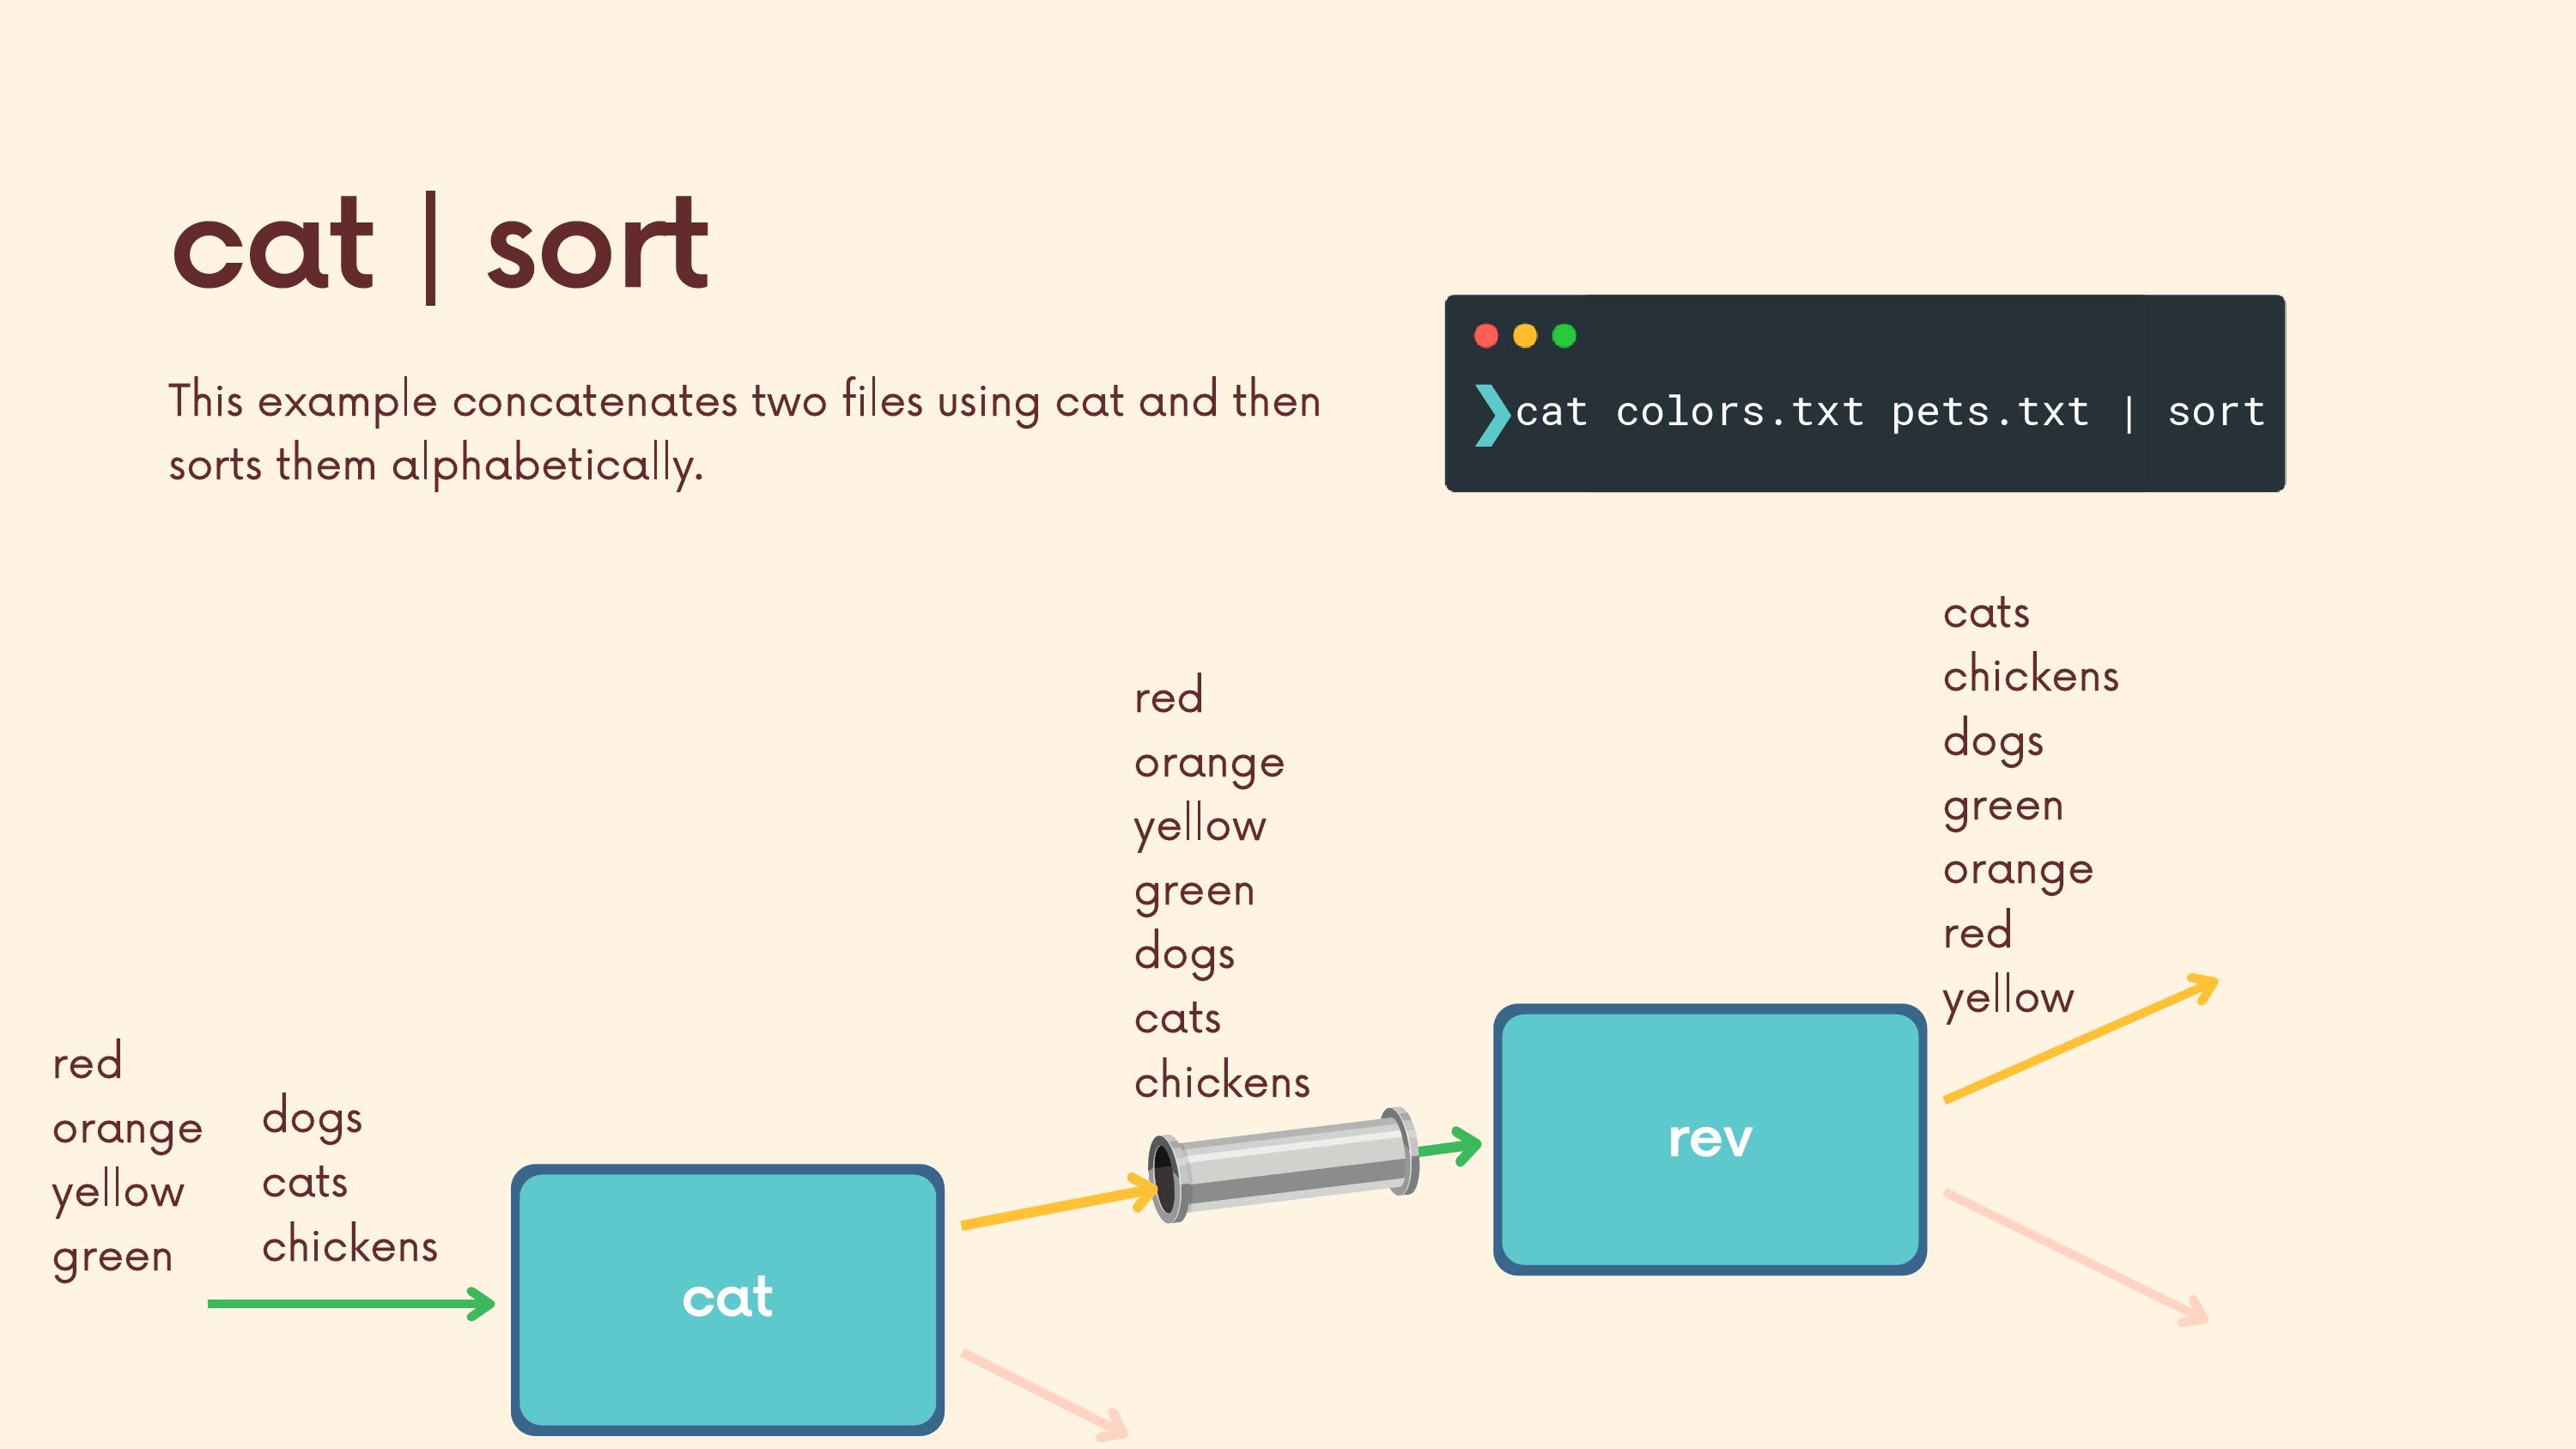 cat | sort
This example concatenates two files using cat and then
sorts them alphabetically.
❯cat colors.txt pets.txt | sort
red
orange
yellow
green
dogs
cats
chickens
cat
red
orange
yellow
green
dogs
cats
chickens
rev
cats
chickens
dogs
green
orange
red
yellow